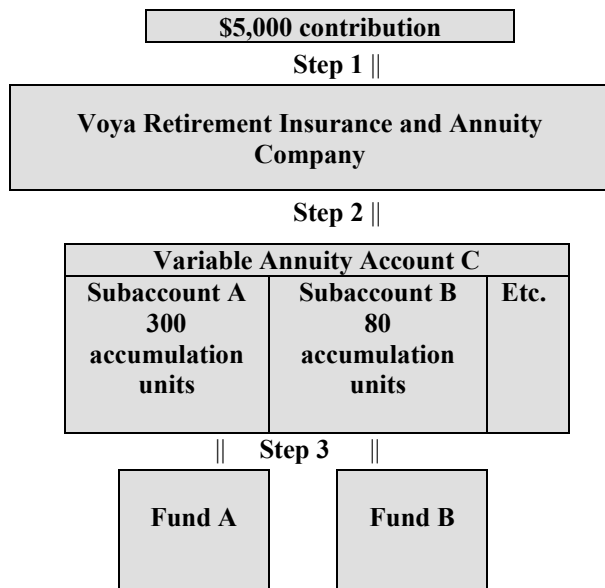 $5,000 contribution
Step 1 ||
Voya Retirement Insurance and Annuity
Company
Step 2 ||
Variable Annuity Account C
Subaccount A
300
accumulation
units
Subaccount B
80
accumulation
units
Etc.
|| Step 3 ||
Fund A
Fund B